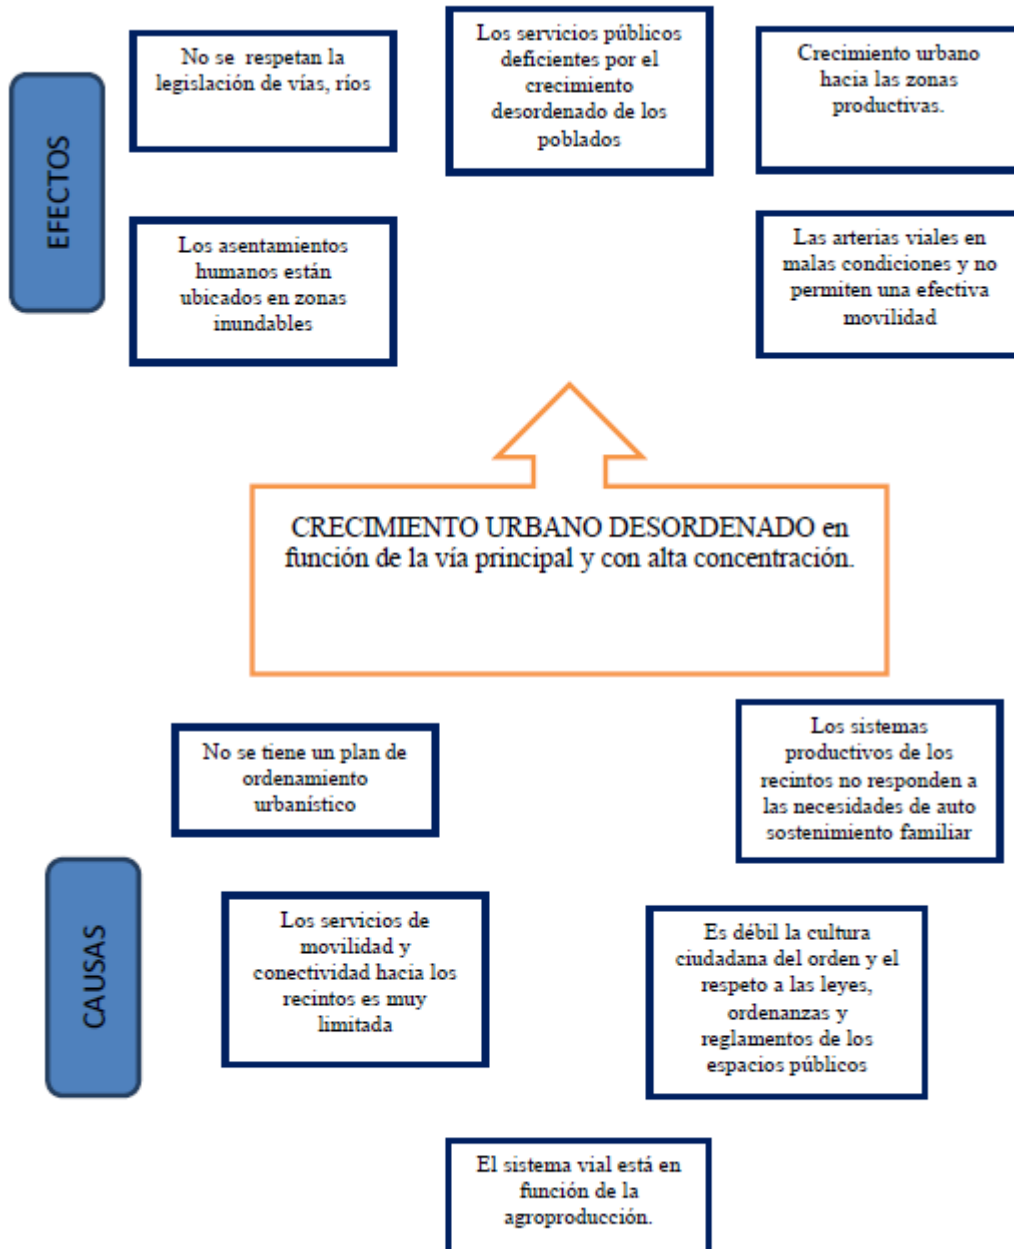 EFECTOS
No se respetan la
legislación de vías, ríos
Los servicios públicos
deficientes por el
crecimiento
desordenado de los
poblados
Crecimiento urbano
hacia las zonas
productivas.
Los asentamientos
humanos están
ubicados en zonas
inundables
Las arterias viales en
malas condiciones y no
permiten una efectiva
movilidad
CRECIMIENTO URBANO DESORDENADO en
función de la vía principal y con alta concentración.
CAUSAS
No se tiene un plan de
ordenamiento
urbanístico
Los sistemas
productivos de los
recintos no responden a
las necesidades de auto
sostenimiento familiar
Los servicios de
movilidad y
conectividad hacia los
recintos es muy
limitada
Es débil la cultura
ciudadana del orden y el
respeto a las leyes,
ordenanzas y
reglamentos de los
espacios públicos
El sistema vial está en
función de la
agroproducción.